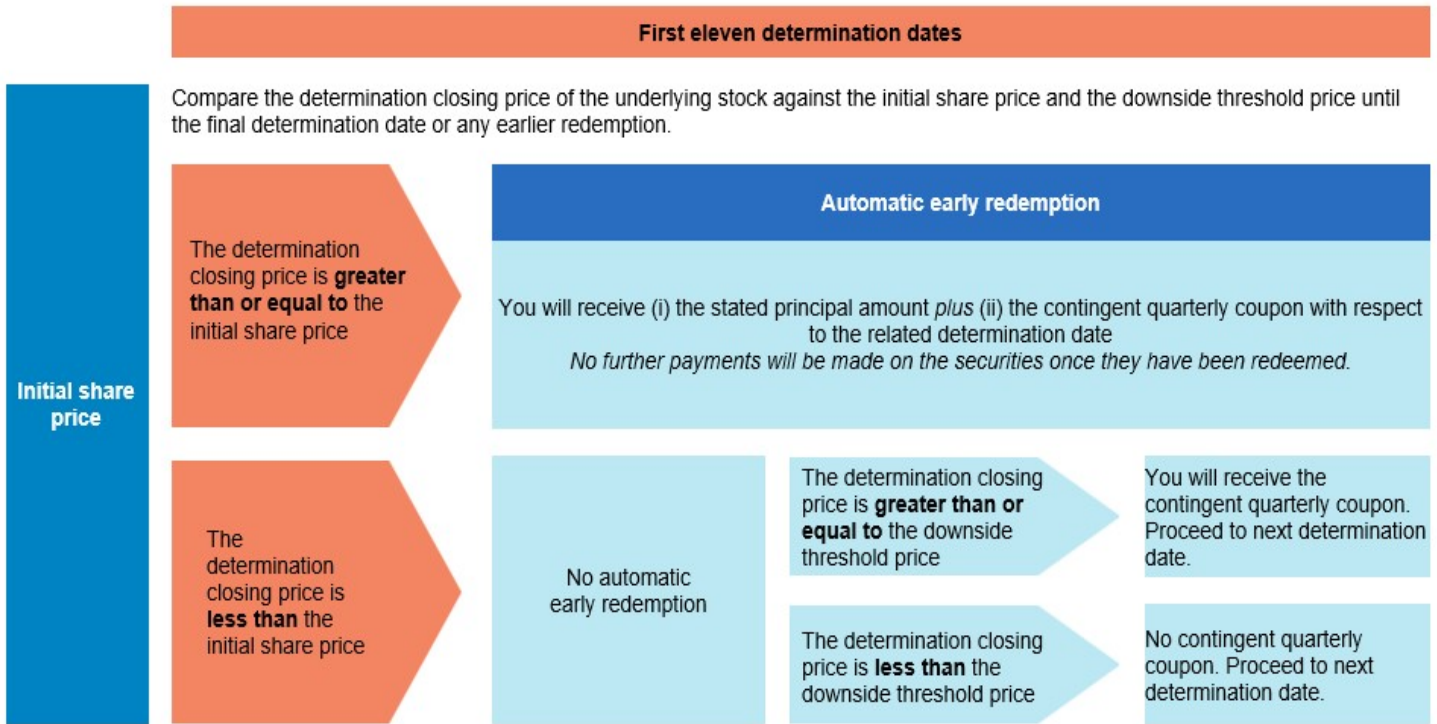 First eleven determination dates
Compare the determination closing price of the underlying stock against the initial share price and the downside threshold price until
the final determination date or any earlier redemption.
Initial share
price
The determination
closing price is greater
than or equal to the
initial share price
Automatic early redemption
You will receive (i) the stated principal amount plus (ii) the contingent quarterly coupon with respect
to the related determination date
No further payments will be made on the securities once they have been redeemed.
The
determination
closing price is
less than the
initial share price
No automatic
early redemption
The determination closing
price is greater than or
equal to the downside
threshold price
You will receive the
contingent quarterly coupon.
Proceed to next determination
date.
The determination closing
price is less than the
downside threshold price
No contingent quarterly
coupon. Proceed to next
determination date.